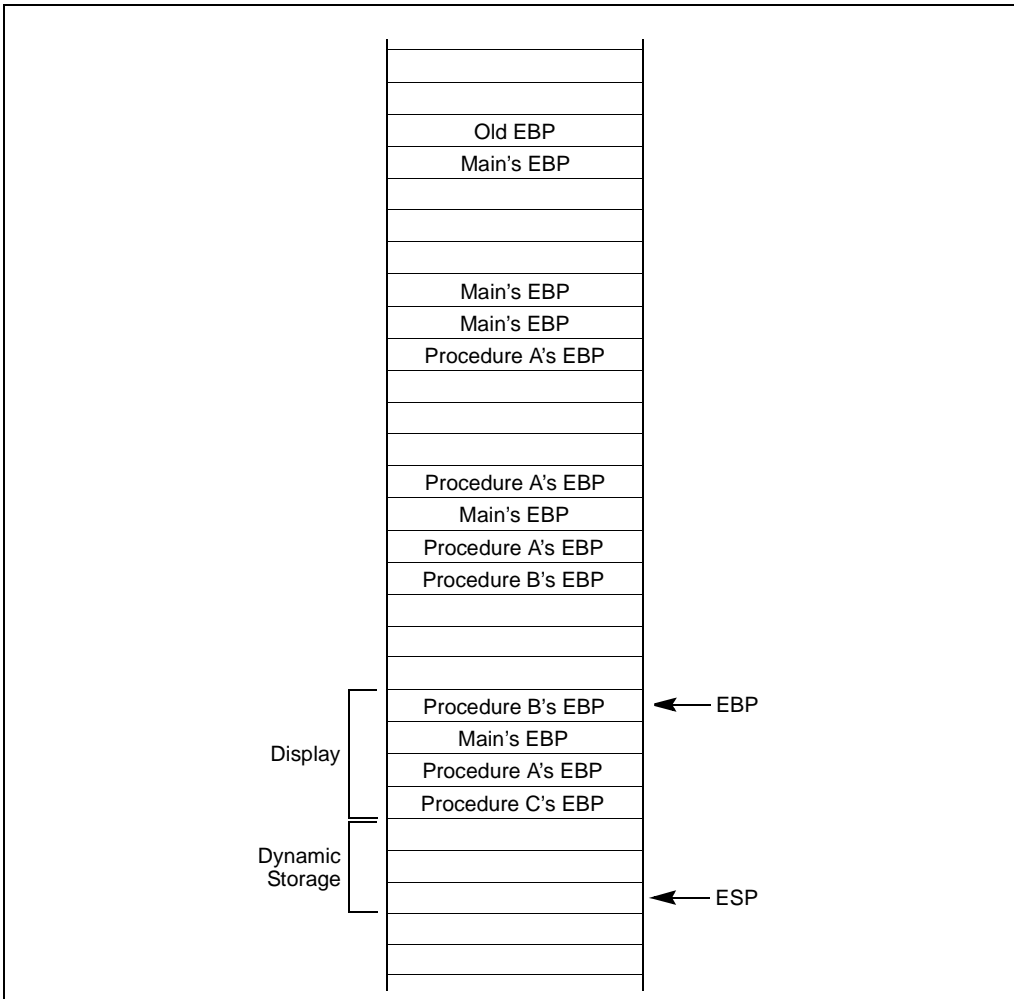 Old EBP
Main’s EBP
Main’s EBP
Main’s EBP
Procedure A’s EBP
Procedure A’s EBP
Main’s EBP
Procedure A’s EBP
Procedure B’s EBP
Procedure B’s EBP
EBP
Display
Main’s EBP
Procedure A’s EBP
Procedure C’s EBP
Dynamic
Storage
ESP